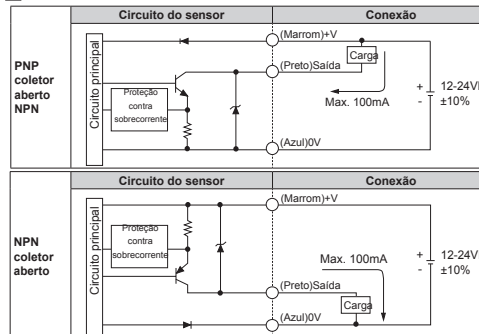 Circuito do sensor
Conexão
PNP
coletor
aberto
NPN
Circuito principal
Proteção
contra
sobrecorrente
(Marrom)+V
(Preto)Saída
(Azul)0V
Carga
Max. 100mA
+
-
12-24V
±10%
Circuito do sensor
Conexão
NPN
coletor
aberto
Circuito principal
Proteção
contra
sobrecorrente
(Marrom)+V
(Preto)Saída
(Azul)0V
Max. 100mA
Carga
+
-
12-24V
±10%